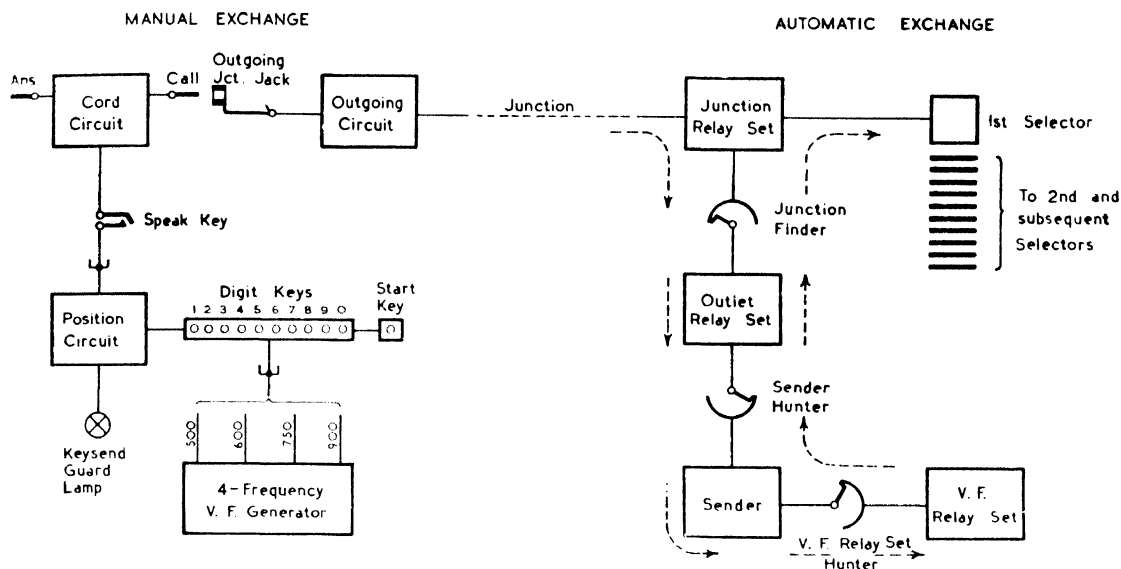 MANUAL EXCHANGE
AUTOMATIC EXCHANGE
Ans.
Cord
Circuit
Call
Outgoing
Jct. Jack
Outgoing
Circuit
Junction
Junction
Relay Set
1st Selector
To 2nd and
subsequent
Selectors
Speak Key
Junction
Finder
Position
Circuit
Digit Keys
1 2 3 4 5 6 7 8 9 0
Start
Key
Outlet
Relay Set
Keysend
Guard
Lamp
500
600
750
900
4-Frequency
V. F. Generator
Sender
Hunter
Sender
V. F. Relay Set
Hunter
V. F.
Relay Set